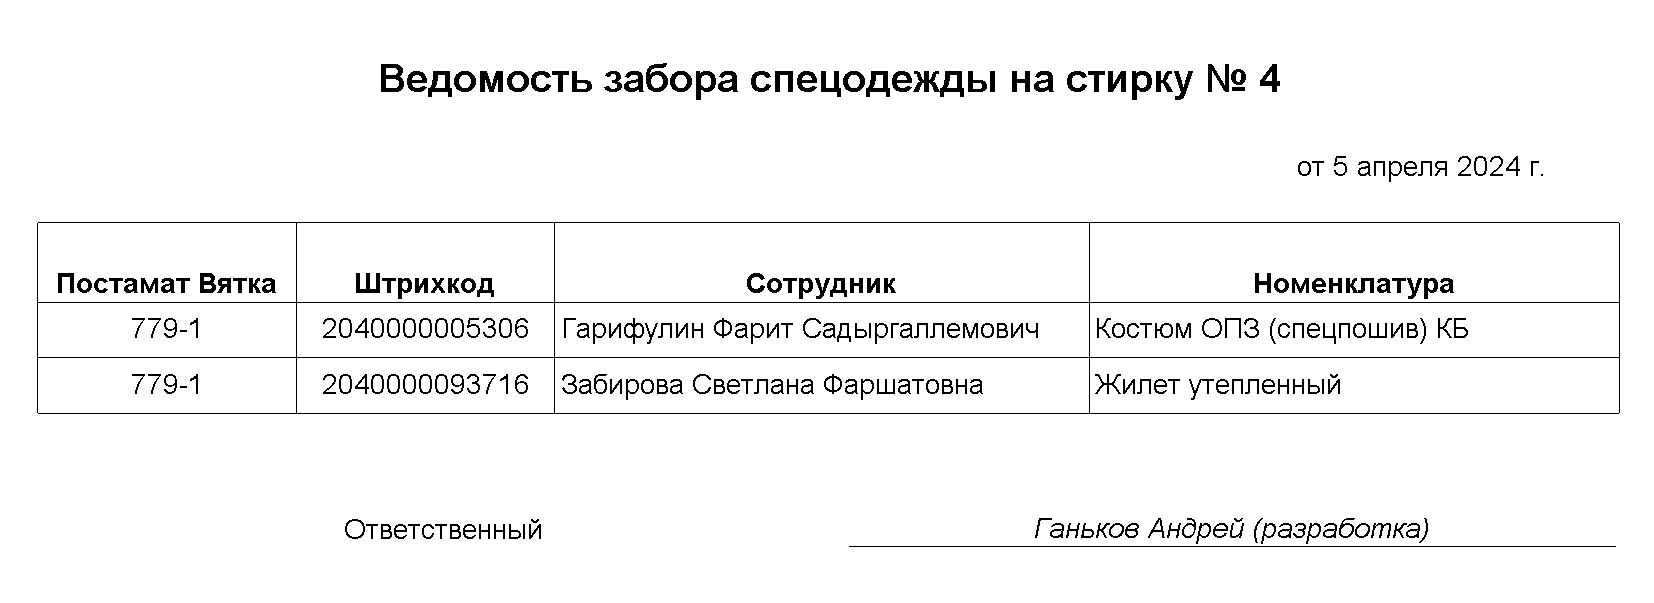 Ведомость забора спецодежды на стирку № 4
от 5 апреля 2024 г.
Постамат Вятка Штрихкод Сотрудник Номенклатура
779-1 2040000005306 Гарифулин Фарит Садыргаллемович Костюм ОПЗ (спецпошив) КБ
779-1 2040000093716 Забирова Светлана Фаршатовна Жилет утепленный
Ответственный Ганьков Андрей (разработка)